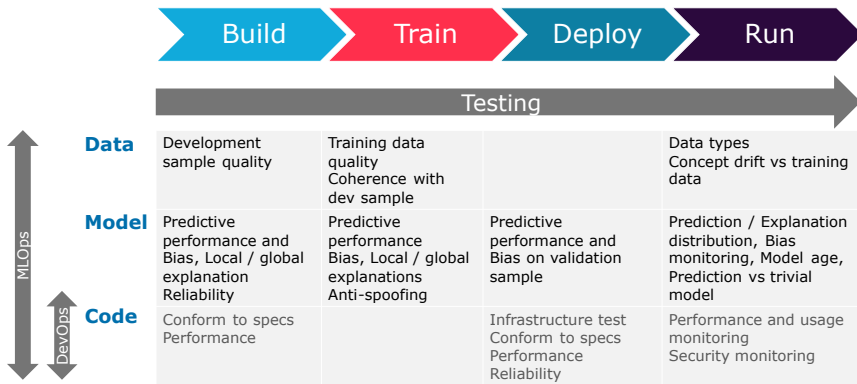 Build
Train
Deploy
Run
Testing
Data
Development
sample quality
Training data
quality
Coherence with
dev sample
Data types
Concept drift vs training
data
Model
Predictive
performance and
Bias, Local / global
explanation
Reliability
Predictive
performance
Bias, Local / global
explanations
Anti-spoofing
Predictive
performance and
Bias on validation
sample
Prediction / Explanation
distribution, Bias
monitoring, Model age,
Prediction vs trivial
model
Code
Conform to specs
Performance
Infrastructure test
Conform to specs
Performance
Reliability
Performance and usage
monitoring
Security monitoring
MLOps
DevOps